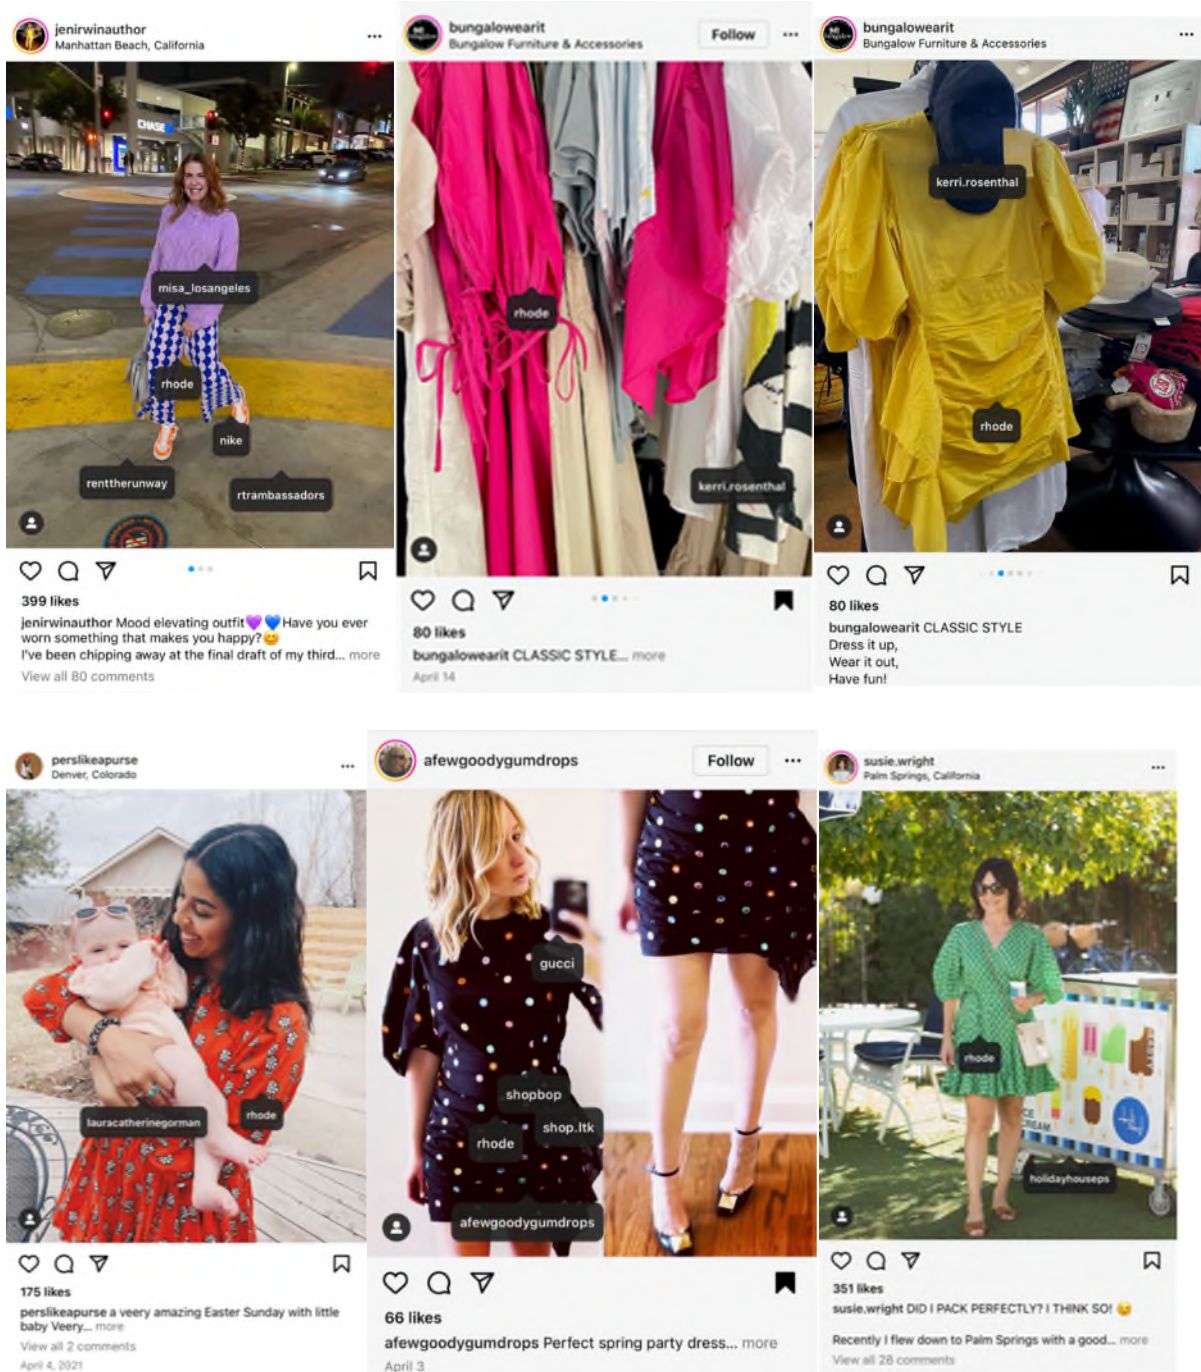 jenirwinauthor
Manhattan Beach, California
CHASE
misa_losangeles
rhode
nike
renttherunway
rtrambassadors
399 likes
jenirwinauthor Mood elevating outfit💜💙Have you ever
worn something that makes you happy?😊
I've been chipping away at the final draft of my third... more
View all 80 comments
bungalowearit
Bungalow Furniture & Accessories
Follow
rhode
kerri.rosenthal
80 likes
bungalowearit CLASSIC STYLE... more
April 14
bungalowearit
Bungalow Furniture & Accessories
kerri.rosenthal
rhode
80 likes
bungalowearit CLASSIC STYLE
Dress it up,
Wear it out,
Have fun!
perslikeapurse
Denver, Colorado
lauracatherinegorman
rhode
175 likes
perslikeapurse a veery amazing Easter Sunday with little
baby Veery... more
View all 2 comments
April 4, 2021
afewgoodygumdrops
Follow
gucci
shopbop
shop.ltk
rhode
afewgoodygumdrops
66 likes
afewgoodygumdrops Perfect spring party dress... more
April 3
susie.wright
Palm Springs, California
rhode
ICE
CREAM
holidayhouseps
351 likes
susie.wright DID I PACK PERFECTLY? I THINK SO! 😉
Recently I flew down to Palm Springs with a good... more
View all 28 comments